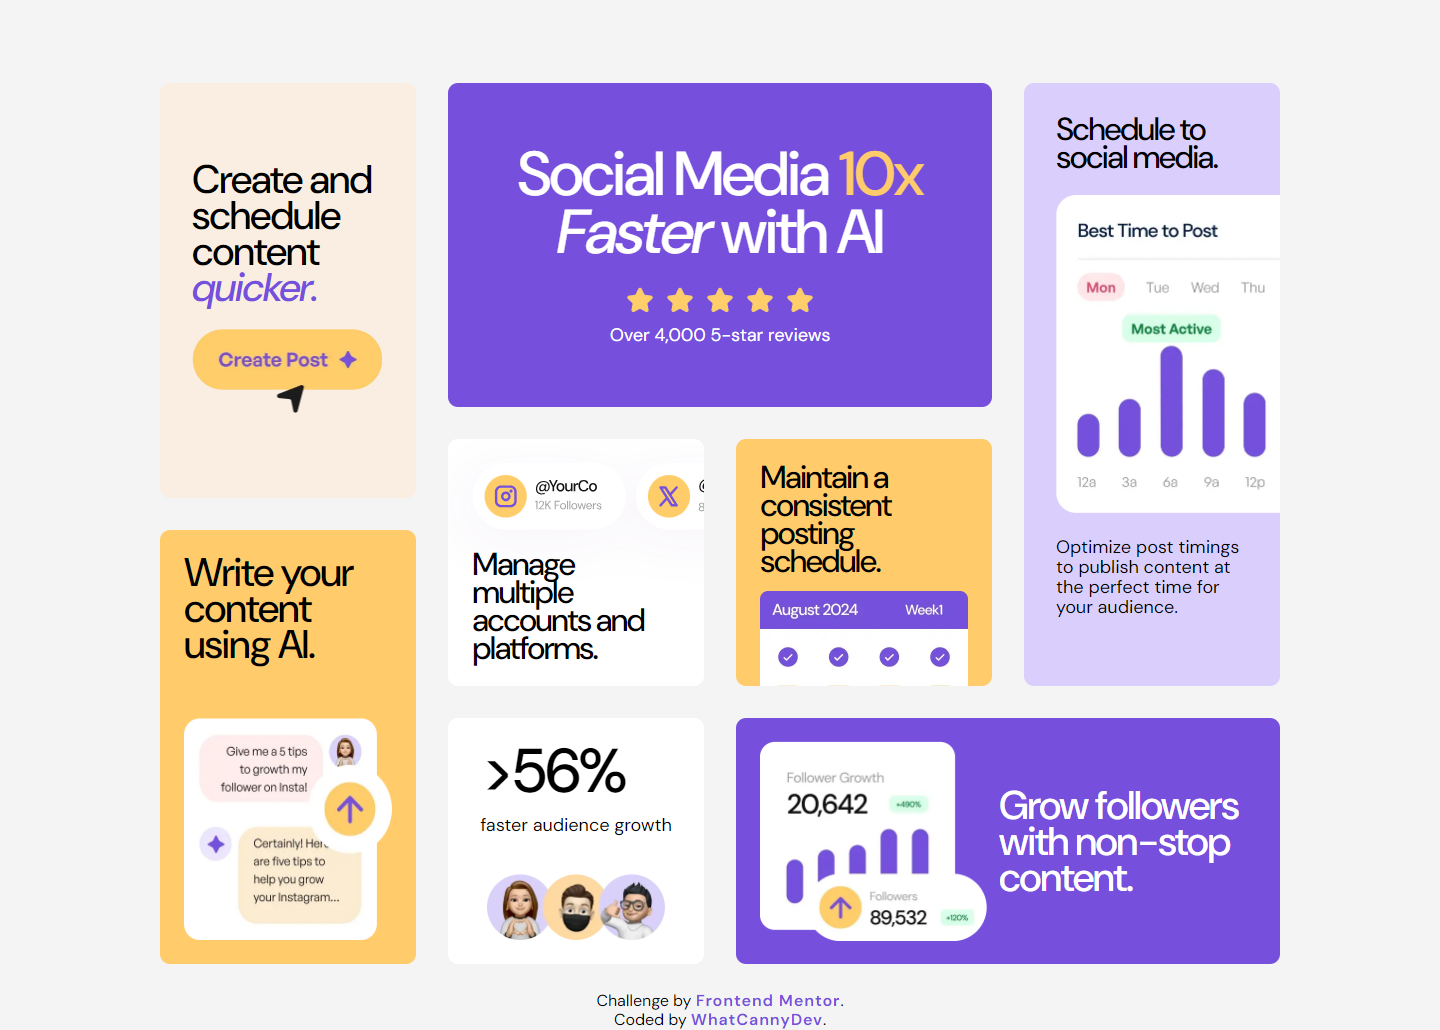 Create and
schedule
content
quicker.
Create Post
Social Media 10x
Faster with AI
Over 4,000 5-star reviews
Schedule to
social media.
Best Time to Post
Mon Tue Wed Thu
Most Active
12a 3a 6a 9a 12p
Optimize post timings
to publish content at
the perfect time for
your audience.
Write your
content
using AI.
Give me a 5 tips
to growth my
follower on Insta!
Certainly!
are five tips to
help you grow
your Instagram...
@YourCo
12K Followers
@
8
Manage
multiple
accounts and
platforms.
Maintain a
consistent
posting
schedule.
August 2024 Week1
>56%
faster audience growth
Follower Growth
20,642 +490%
Followers
89,532 +120%
Grow followers
with non-stop
content.
Challenge by Frontend Mentor.
Coded by WhatCannyDev.